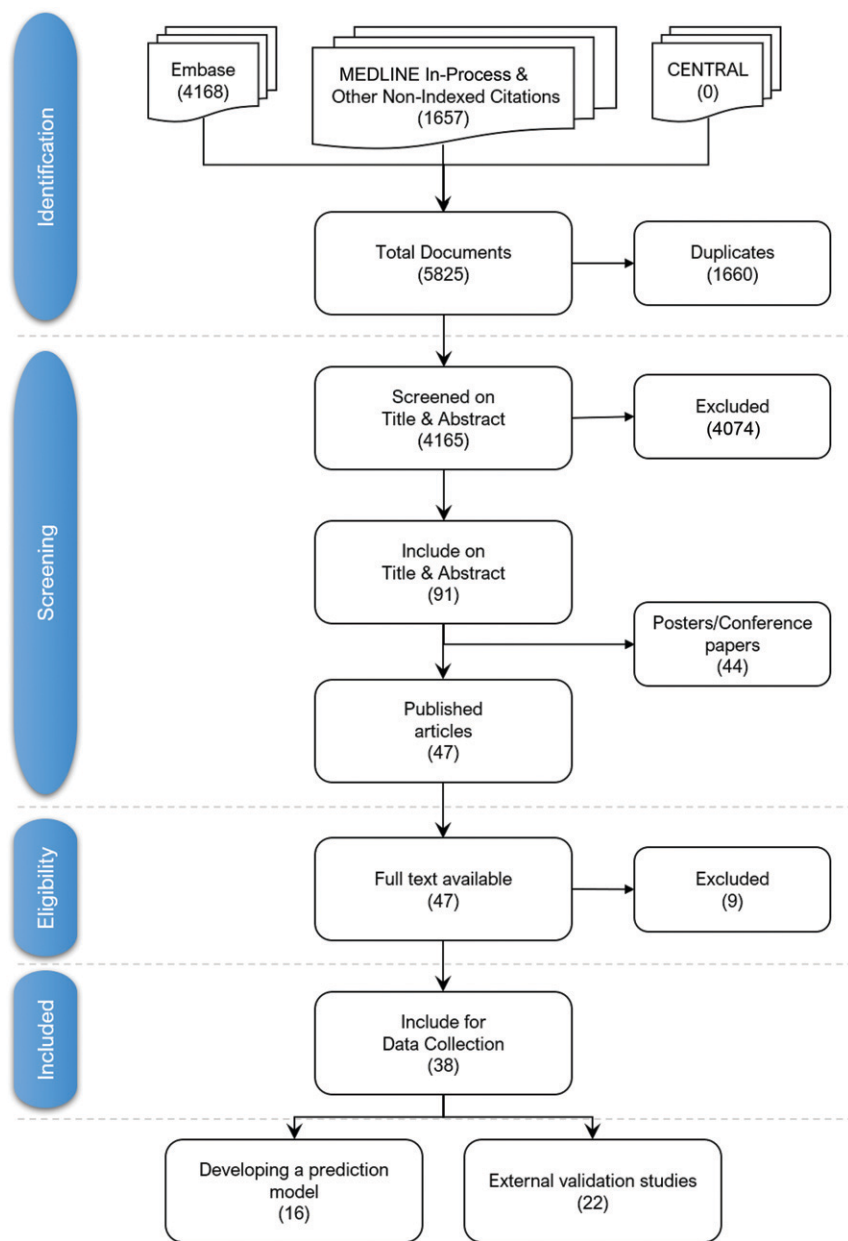 Identification
Embase
(4168)
MEDLINE In-Process &
Other Non-Indexed Citations
(1657)
CENTRAL
(0)
Total Documents
(5825)
Duplicates
(1660)
Screening
Screened on
Title & Abstract
(4165)
Excluded
(4074)
Include on
Title & Abstract
(91)
Posters/Conference
papers
(44)
Published
articles
(47)
Eligibility
Full text available
(47)
Excluded
(9)
Included
Include for
Data Collection
(38)
Developing a prediction
model
(16)
External validation studies
(22)